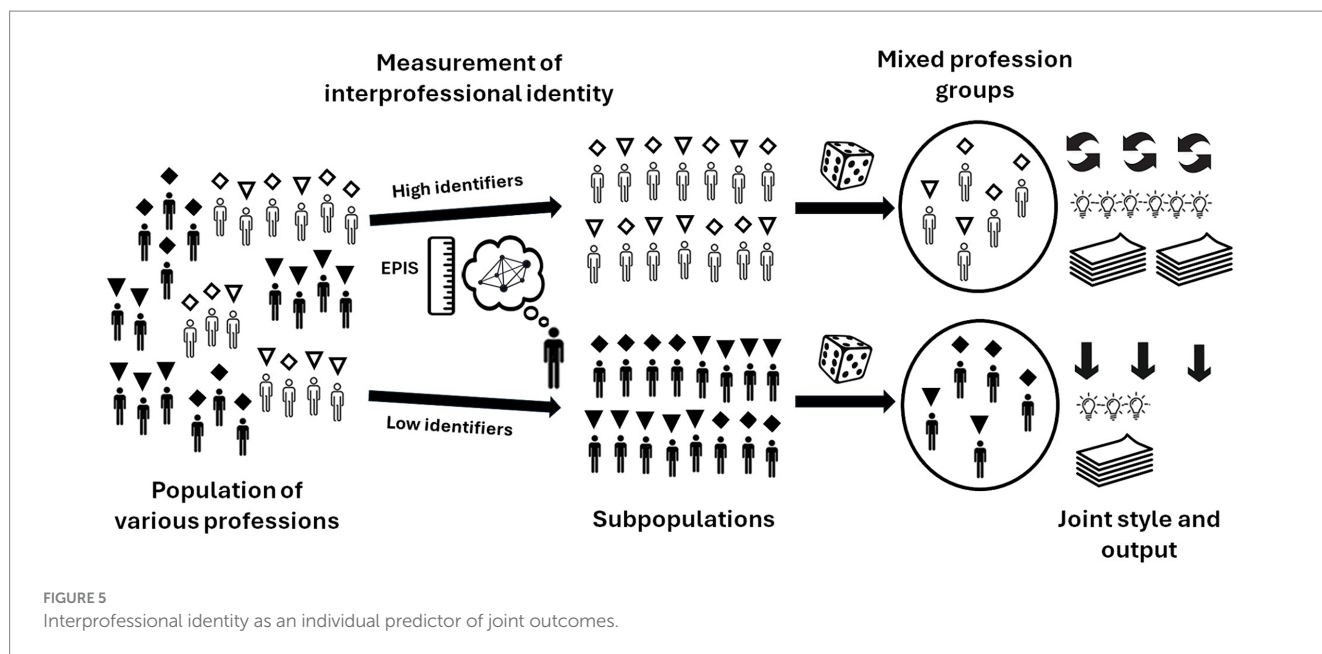 Measurement of
interprofessional identity
Mixed profession
groups
High identifiers
EPIS
Low identifiers
Population of
various professions
Subpopulations
Joint style and
output
FIGURE 5
Interprofessional identity as an individual predictor of joint outcomes.